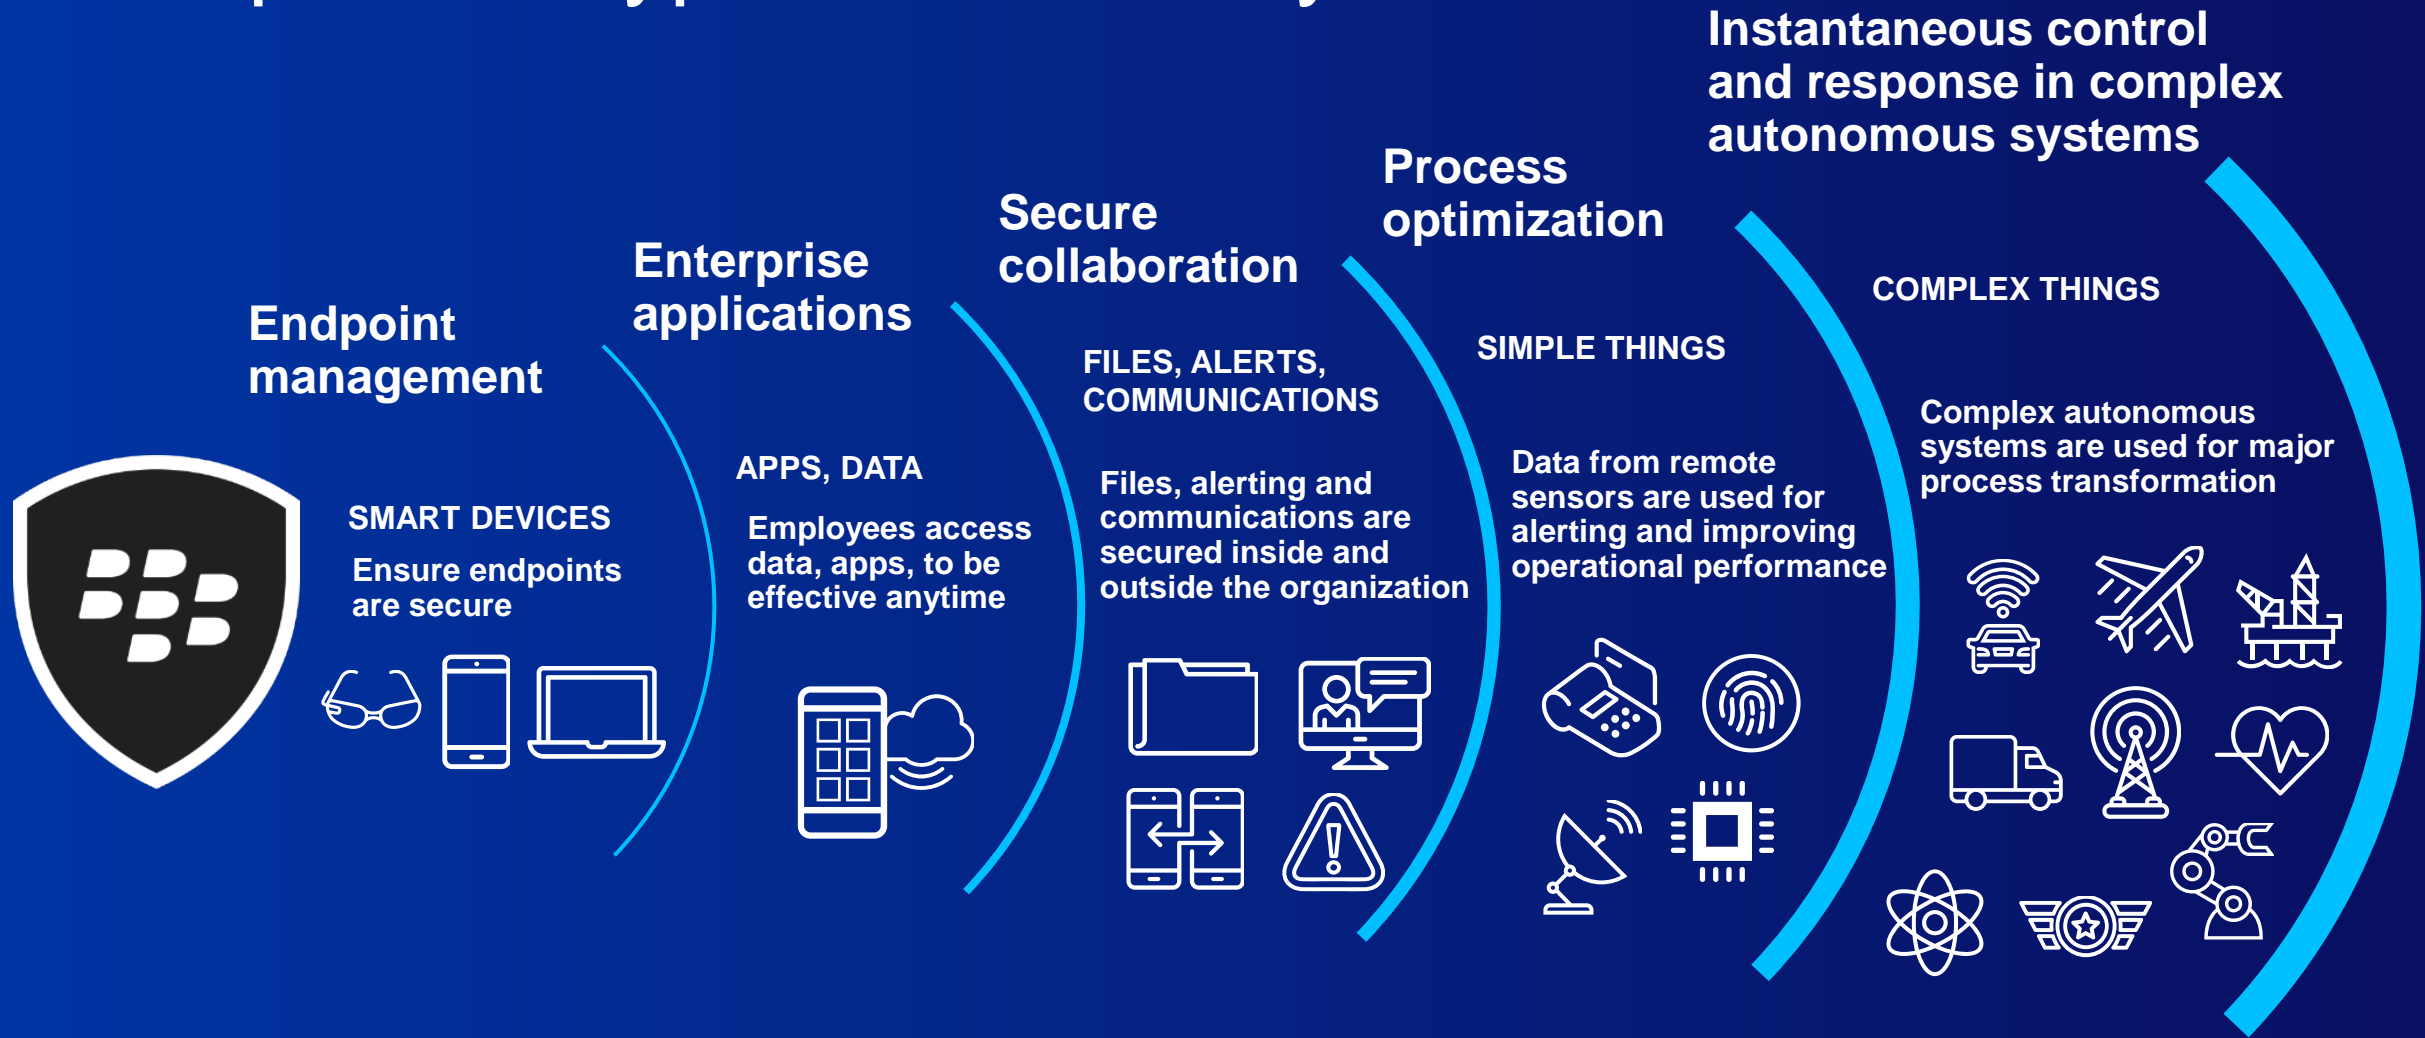 Endpoint
management
SMART DEVICES
Ensure endpoints
are secure
Enterprise
applications
APPS, DATA
Employees access
data, apps, to be
effective anytime
Secure
collaboration
FILES, ALERTS,
COMMUNICATIONS
Files, alerting and
communications are
secured inside and
outside the organization
Process
optimization
SIMPLE THINGS
Data from remote
sensors are used for
alerting and improving
operational performance
Instantaneous control
and response in complex
autonomous systems
COMPLEX THINGS
Complex autonomous
systems are used for major
process transformation